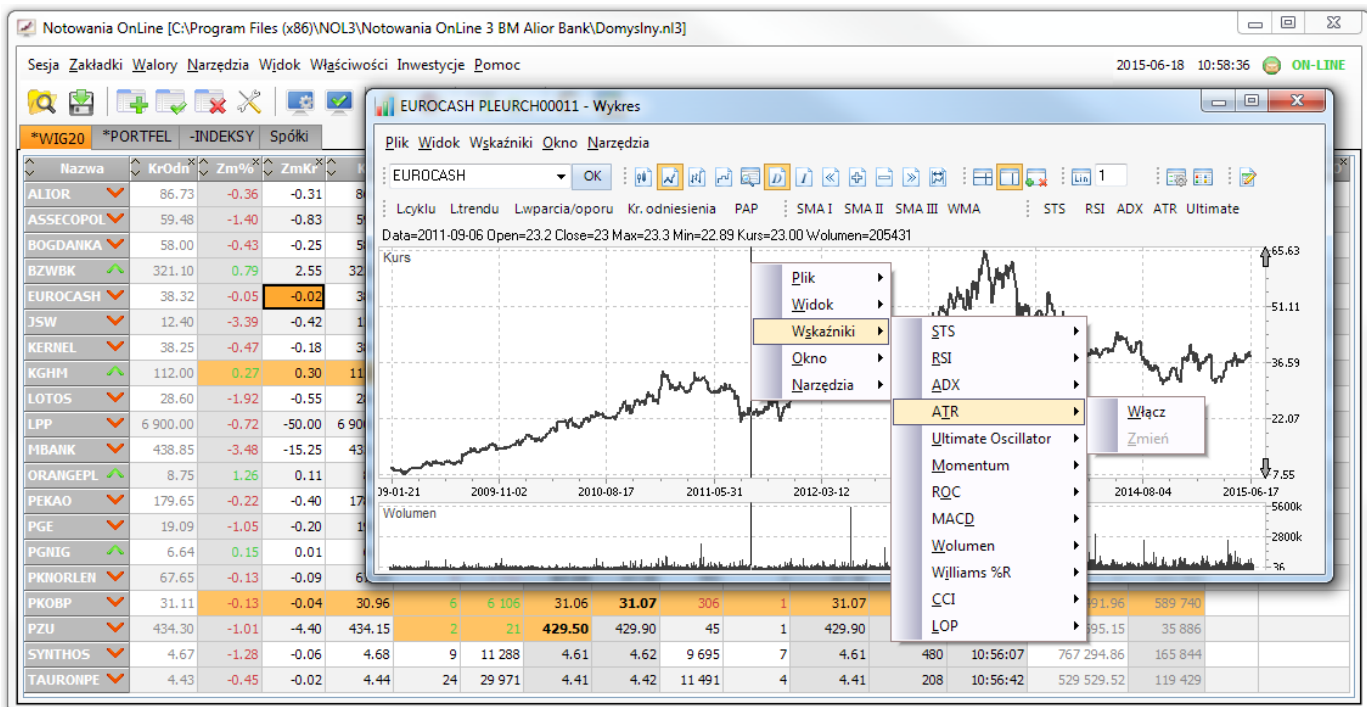 Notowania OnLine [C:\Program Files (x86)\NOL3\Notowania OnLine 3 BM Alior Bank\Domyslny.nl3]
Sesja Zakładki Walory Narzędzia Widok Właściwości Inwestycje Pomoc 2015-06-18 10:58:36 ON-LINE
*WIG20 *PORTFEL -INDEKSY Spółki
Nazwa KrOdn Zm% ZmKr
ALIOR 86.73 -0.36 -0.31
ASSECOPOL 59.48 -1.40 -0.83
BOGDANKA 58.00 -0.43 -0.25
BZWBK 321.10 0.79 2.55
EUROCASH 38.32 -0.05 -0.02
JSW 12.40 -3.39 -0.42
KERNEL 38.25 -0.47 -0.18
KGHM 112.00 0.27 0.30
LOTOS 28.60 -1.92 -0.55
LPP 6 900.00 -0.72 -50.00
MBANK 438.85 -3.48 -15.25
ORANGEPL 8.75 1.26 0.11
PEKAO 179.65 -0.22 -0.40
PGE 19.09 -1.05 -0.20
PGNIG 6.64 0.15 0.01
PKNORLEN 67.65 -0.13 -0.09
PKOBP 31.11 -0.13 -0.04 30.96 6 6 106 31.06 31.07 306 1 31.07 589 740
PZU 434.30 -1.01 -4.40 434.15 2 21 429.50 429.90 45 1 429.90 35 886
SYNTHOS 4.67 -1.28 -0.06 4.68 9 11 288 4.61 4.62 9 695 7 4.61 480 10:56:07 767 294.86 165 844
TAURONPE 4.43 -0.45 -0.02 4.44 24 29 971 4.41 4.42 11 491 4 4.41 208 10:56:42 529 529.52 119 429
EUROCASH PLEURCH00011 - Wykres
Plik Widok Wskaźniki Okno Narzędzia
EUROCASH OK D I Lin 1
L.cyklu L.trendu L.wparcia/oporu Kr. odniesienia PAP SMA I SMA II SMA III WMA STS RSI ADX ATR Ultimate
Data=2011-09-06 Open=23.2 Close=23 Max=23.3 Min=22.89 Kurs=23.00 Wolumen=205431
Kurs
65.63
51.11
36.59
22.07
7.55
09-01-21 2009-11-02 2010-08-17 2011-05-31 2012-03-12 2014-08-04 2015-06-17
Wolumen
5600k
2800k
36
Plik
Widok
Wskaźniki
Okno
Narzędzia
STS
RSI
ADX
ATR
Ultimate Oscillator
Momentum
ROC
MACD
Wolumen
Williams %R
CCI
LOP
Włącz
Zmień